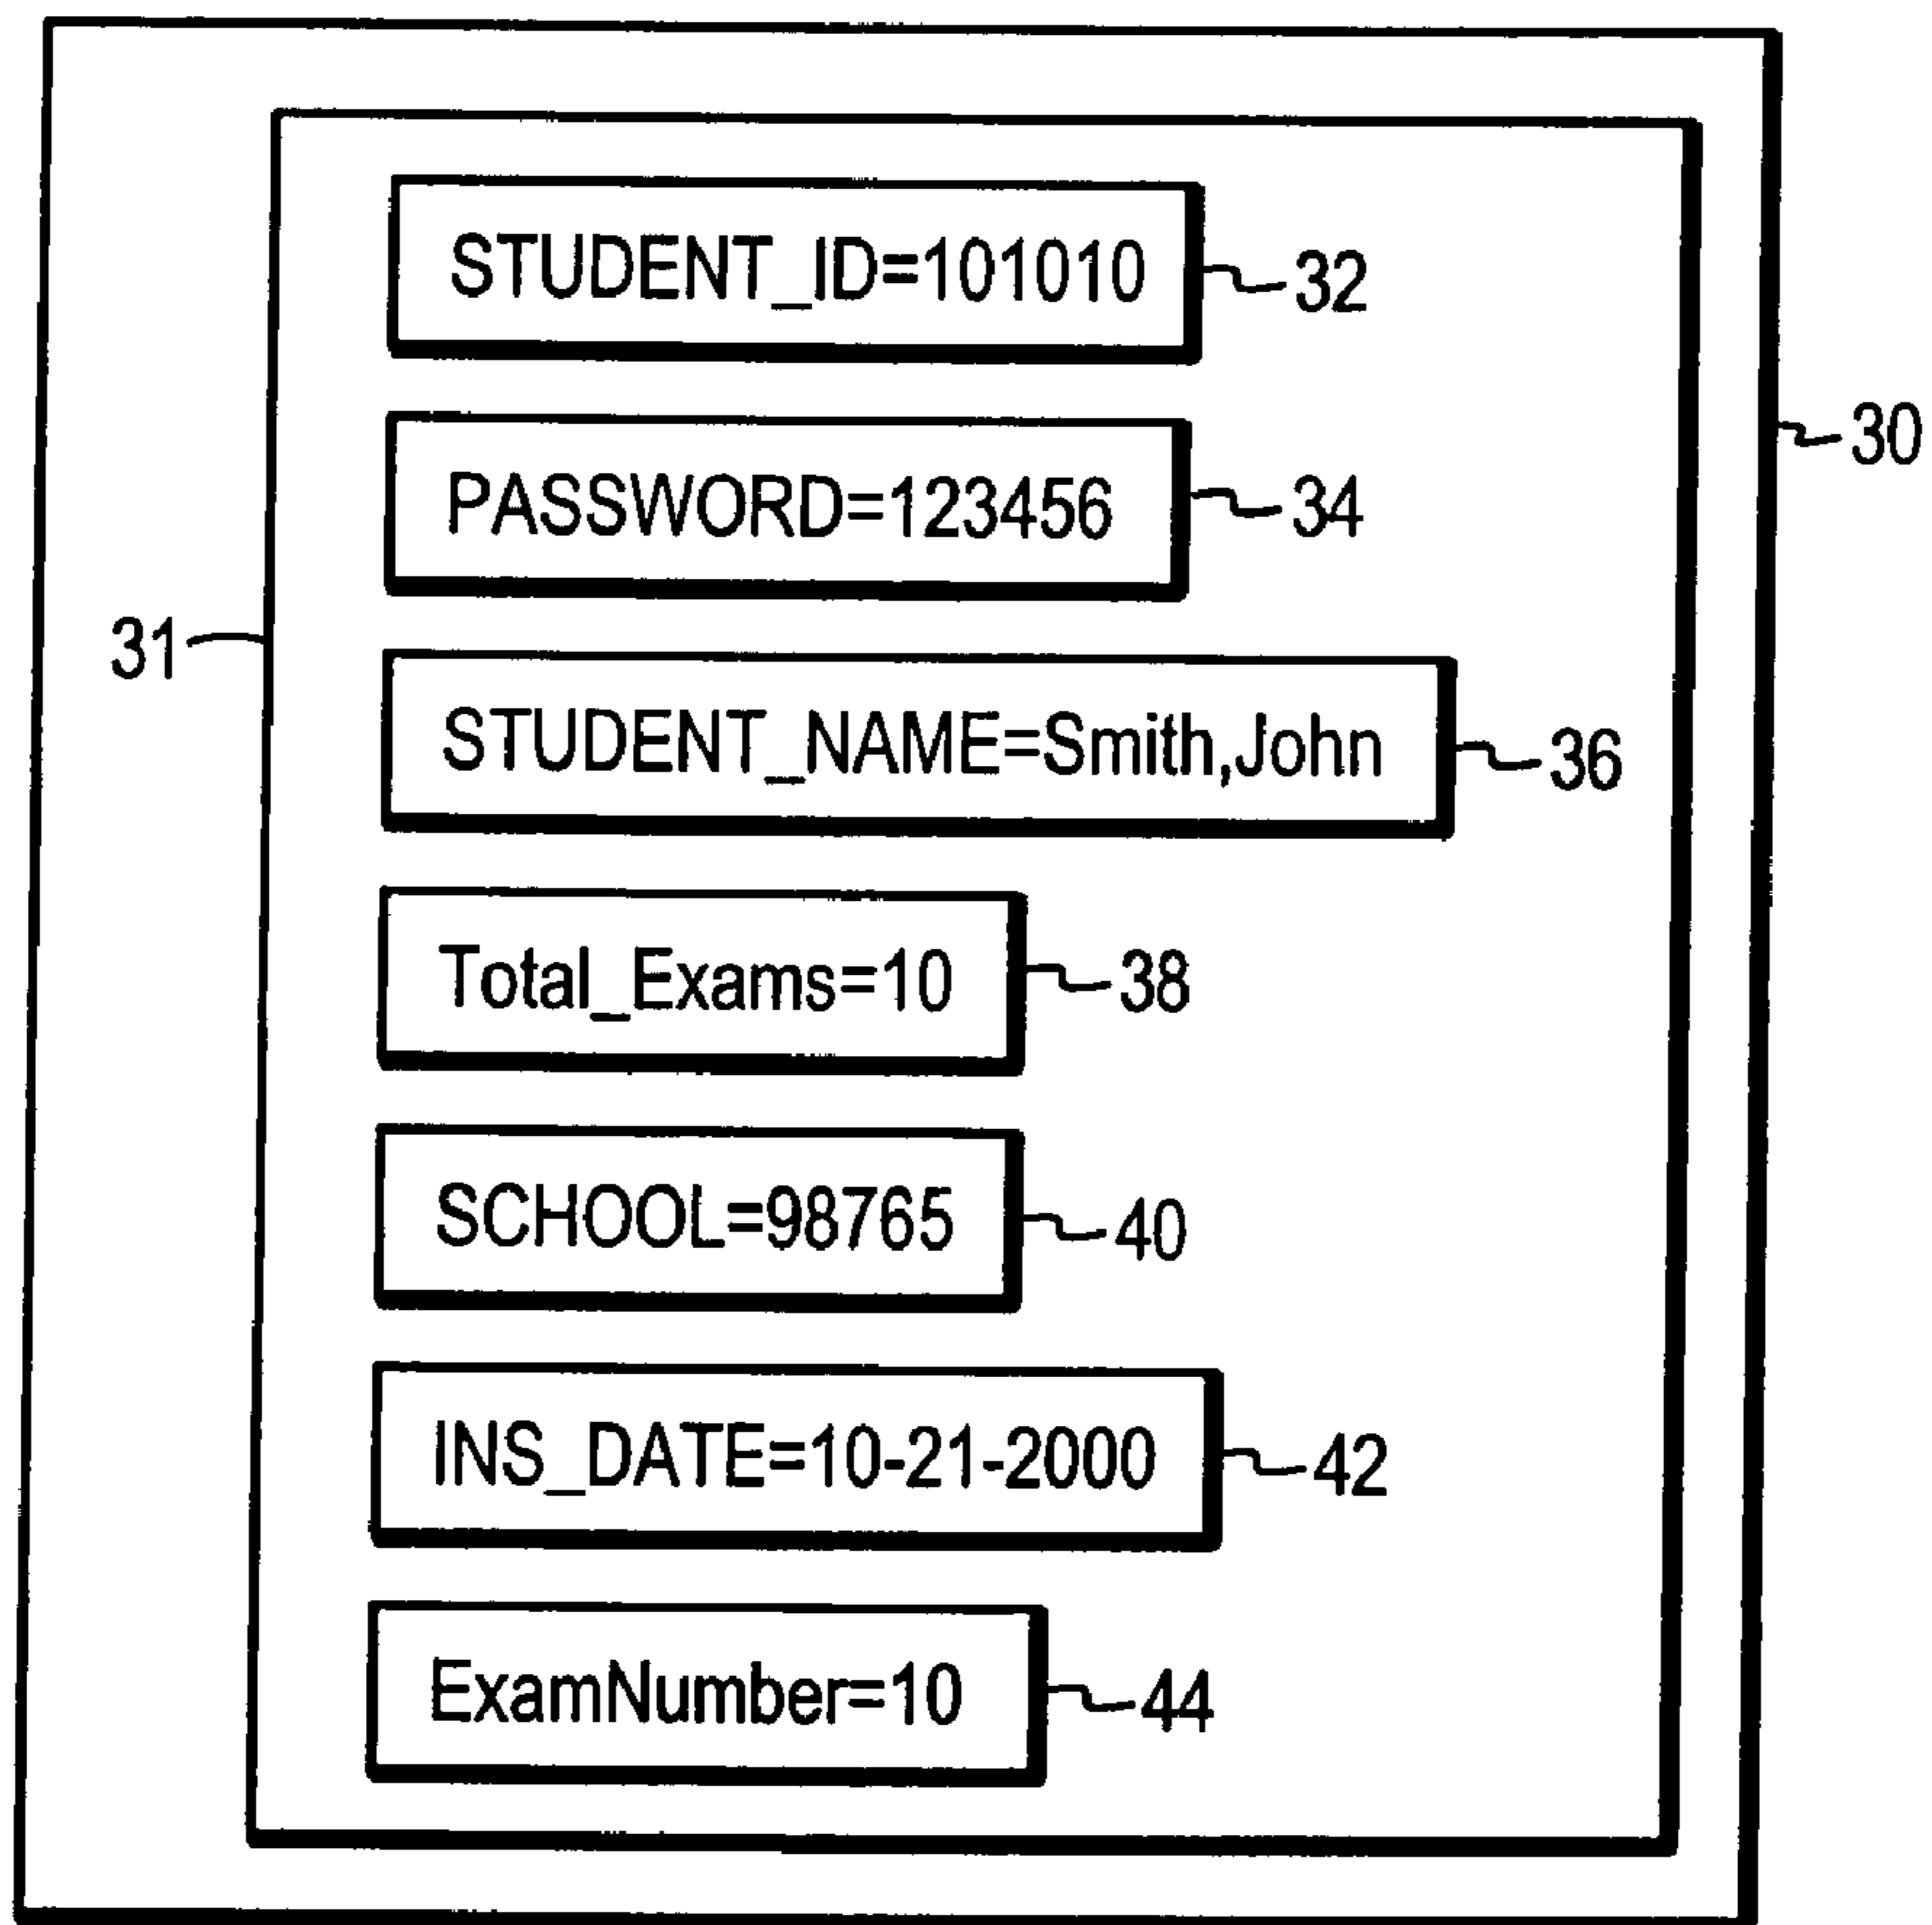 STUDENT_ID=101010
32
30
PASSWORD=123456
34
31
STUDENT_NAME=Smith,John
36
Total_Exams=10
38
SCHOOL=98765
40
INS_DATE=10-21-2000
42
ExamNumber=10
44